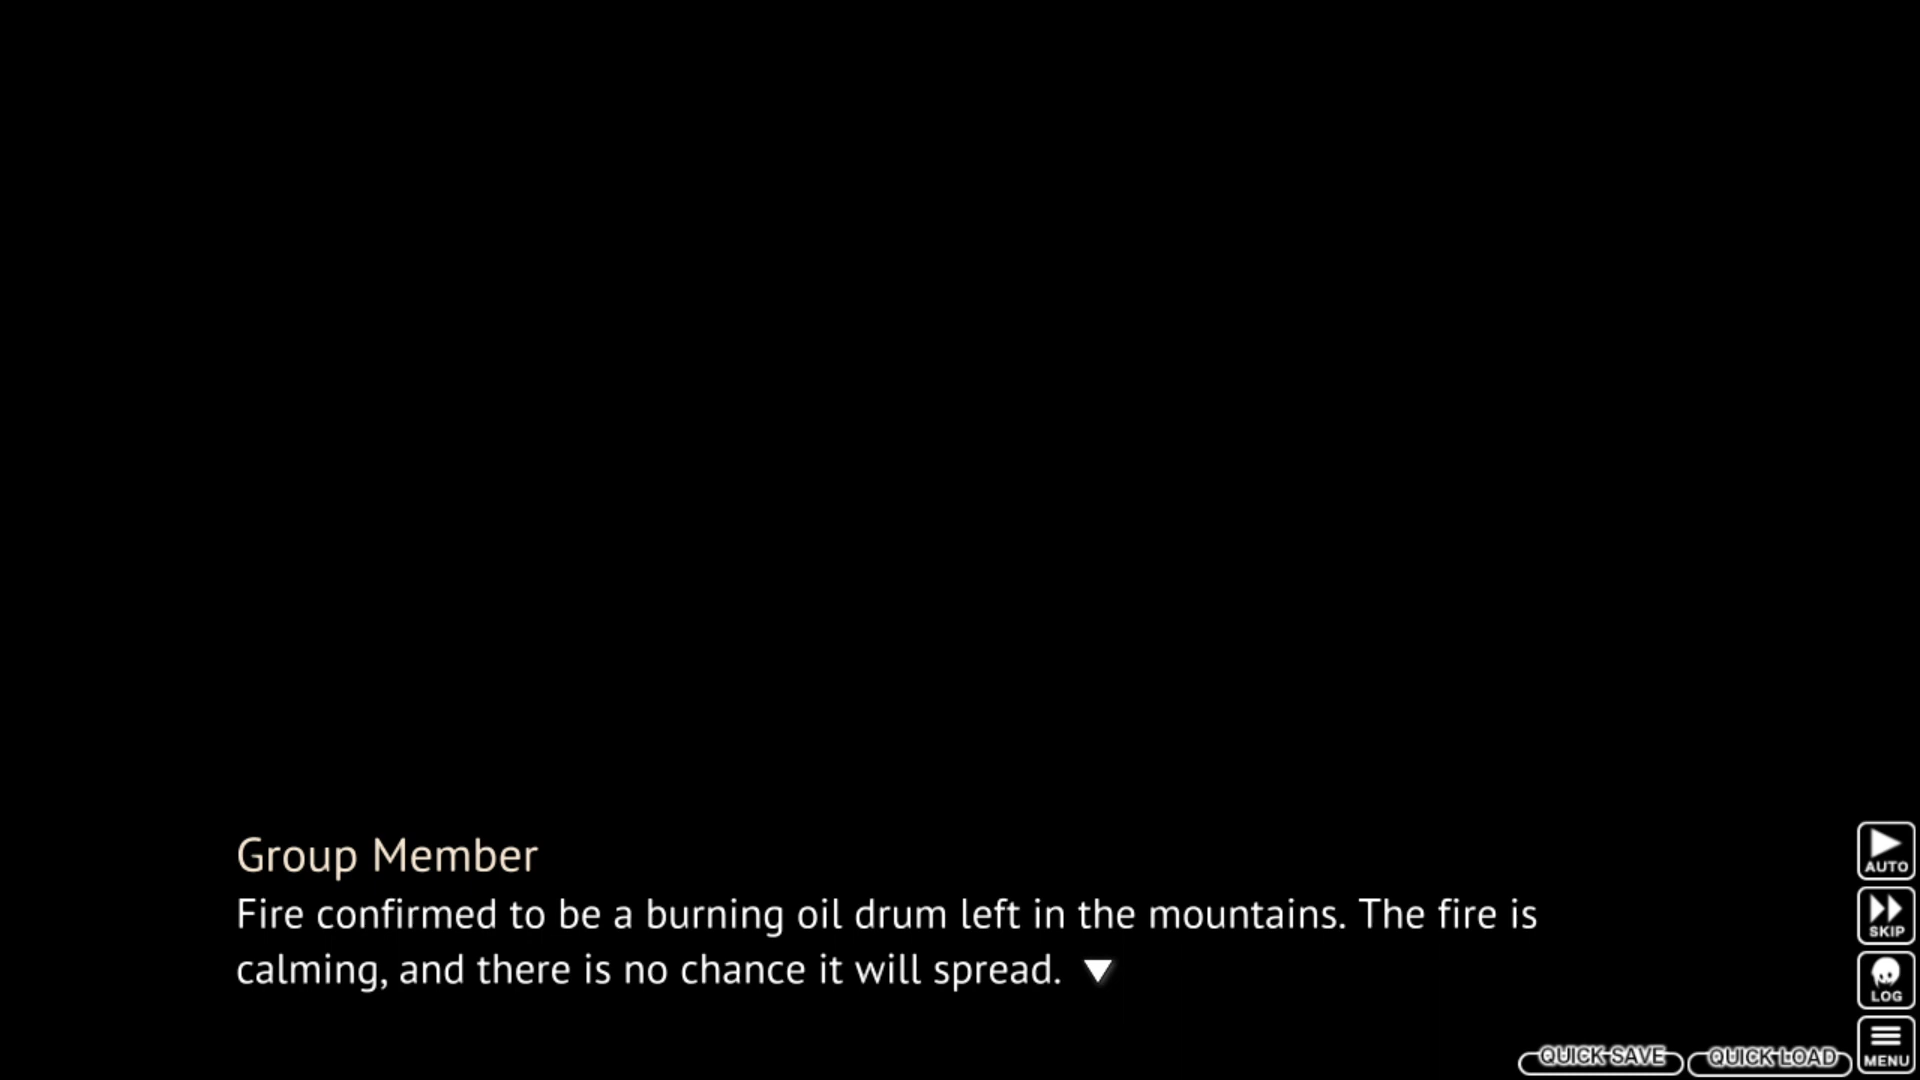 Group Member
Fire confirmed to be a burning oil drum left in the mountains. The fire is
calming, and there is no chance it will spread.
AUTO
SKIP
LOG
MENU
QUICK SAVE
QUICK LOAD